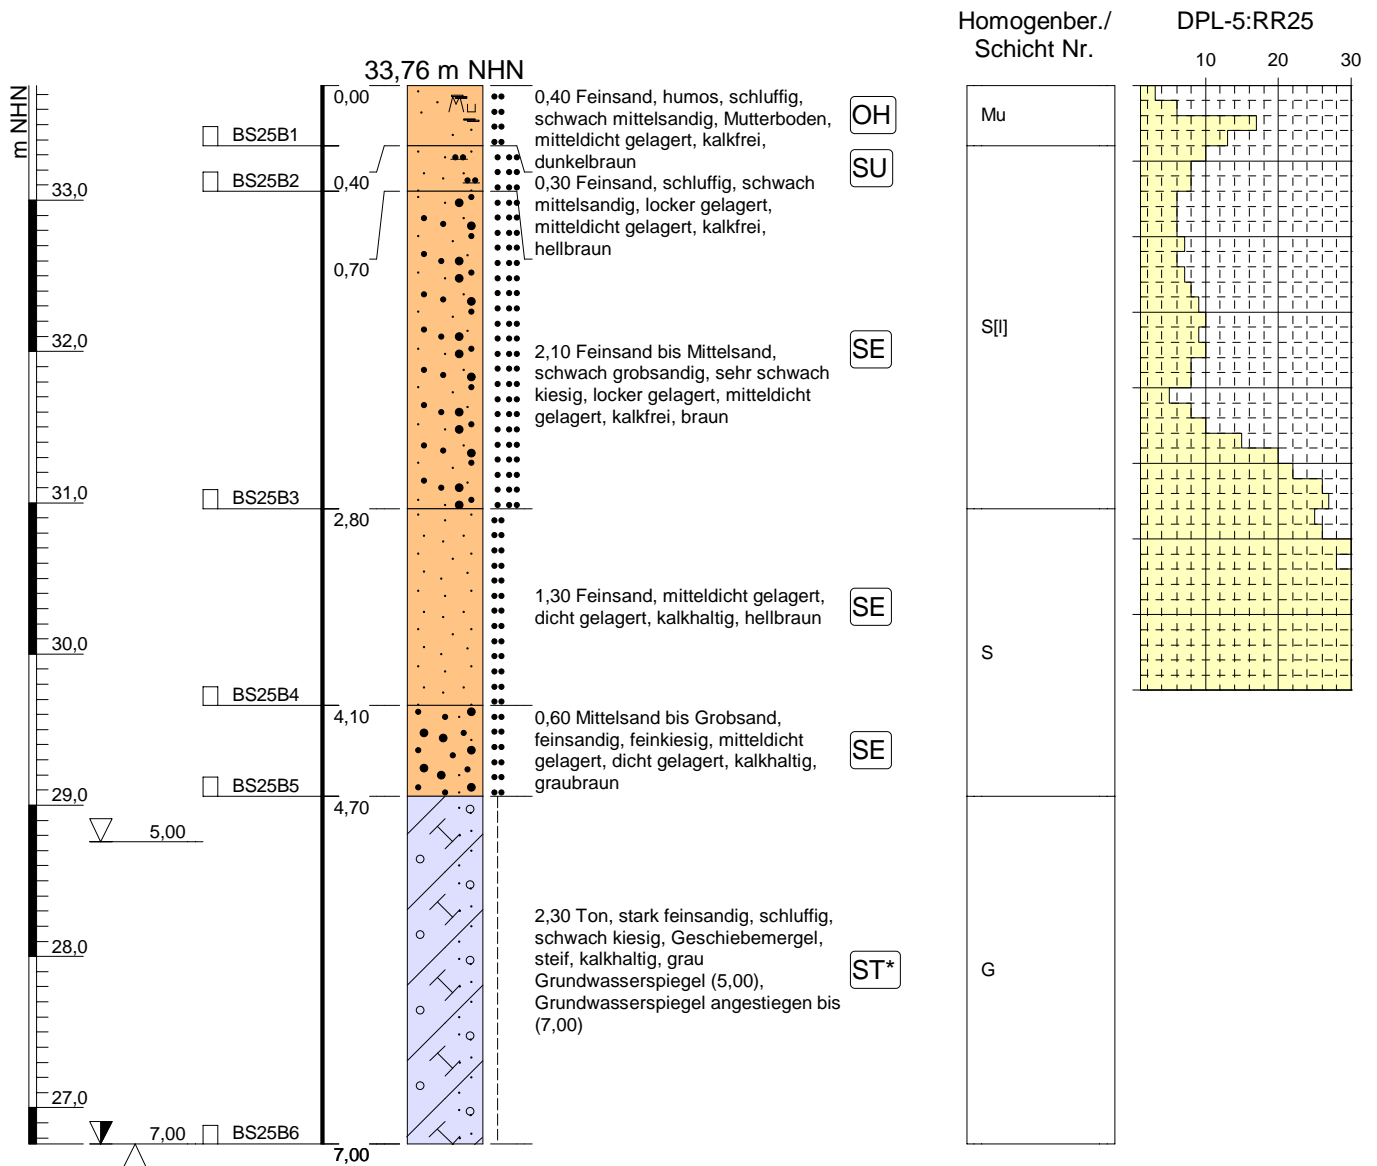 Homogenber./
Schicht Nr.
DPL-5:RR25
10 20 30
33,76 m NHN
m NHN
0,00
0,40 Feinsand, humos, schluffig,
schwach mittelsandig, Mutterboden,
mitteldicht gelagert, kalkfrei,
dunkelbraun
OH
Mu
BS25B1
0,40
0,30 Feinsand, schluffig, schwach
mittelsandig, locker gelagert,
mitteldicht gelagert, kalkfrei,
hellbraun
SU
BS25B2
33,0
0,70
2,10 Feinsand bis Mittelsand,
schwach grobsandig, sehr schwach
kiesig, locker gelagert, mitteldicht
gelagert, kalkfrei, braun
SE
S[I]
32,0
31,0
BS25B3
2,80
1,30 Feinsand, mitteldicht gelagert,
dicht gelagert, kalkhaltig, hellbraun
SE
S
30,0
BS25B4
4,10
0,60 Mittelsand bis Grobsand,
feinsandig, feinkiesig, mitteldicht
gelagert, dicht gelagert, kalkhaltig,
graubraun
SE
BS25B5
29,0
4,70
5,00
2,30 Ton, stark feinsandig, schluffig,
schwach kiesig, Geschiebemergel,
steif, kalkhaltig, grau
Grundwasserspiegel (5,00),
Grundwasserspiegel angestiegen bis
(7,00)
ST*
G
28,0
27,0
7,00
BS25B6
7,00